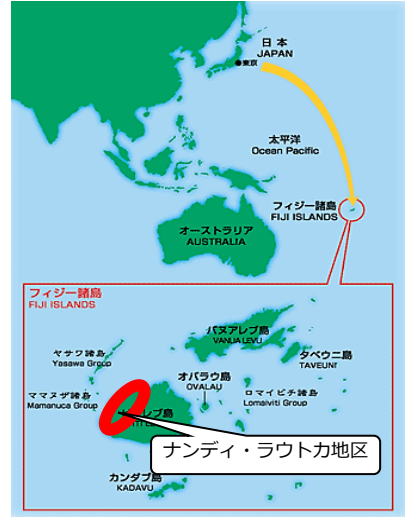 日本
JAPAN
東京
太平洋
Ocean Pacific
フィジー諸島
FIJI ISLANDS
オーストラリア
AUSTRALIA
フィジー諸島
FIJI ISLANDS
バヌアレブ島
VANUA LEVU
ヤサワ諸島
Yasawa Group
タベウニ島
TAVEUNI
オバラウ島
OVALAU
ママヌザ諸島
Mamanuca Group
ロマイビチ諸島
Lomaiviti Group
レブ島
ナンディ・ラウトカ地区
カンダブ島
KADAVU